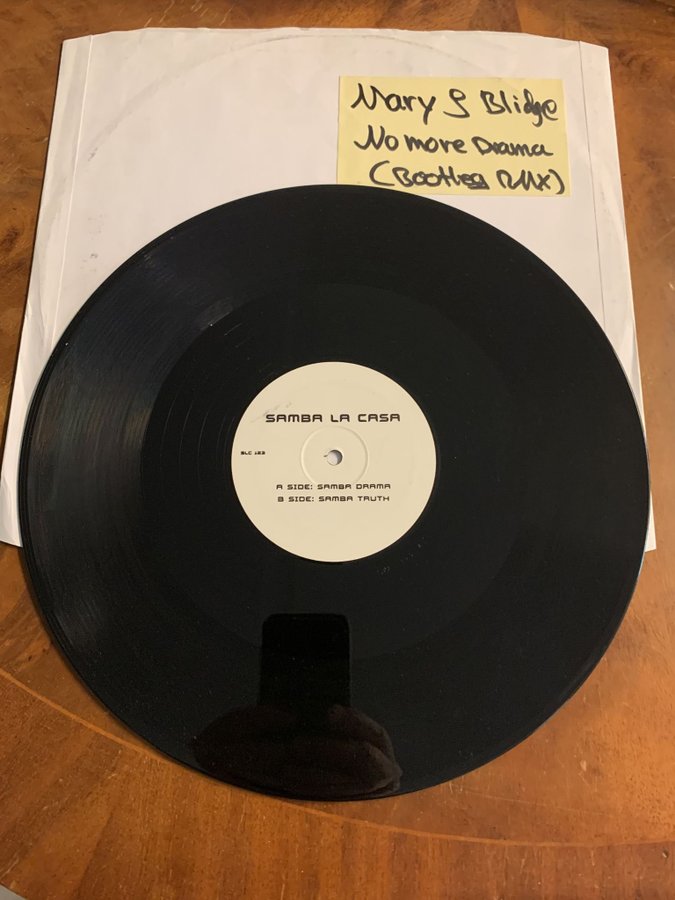 Mary J Blidge
No more Drama
(Bootleg RMX)
SAMBA LA CASA
SLC 123
A SIDE: SAMBA DRAMA
B SIDE: SAMBA TRUTH